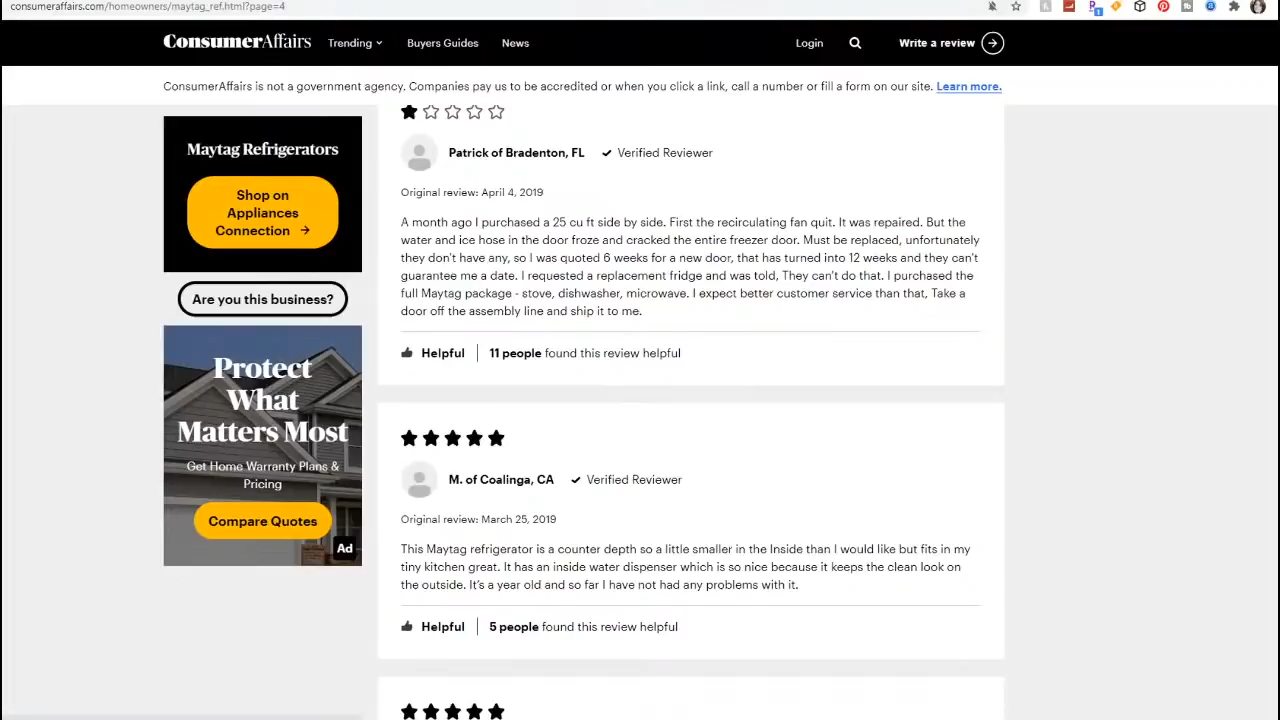 consumeraffairs.com/homeowners/maytag_ref.html?page=4
ConsumerAffairs Trending Buyers Guides News Login Write a review
ConsumerAffairs is not a government agency. Companies pay us to be accredited or when you click a link, call a number or fill a form on our site. Learn more.
Maytag Refrigerators
Shop on
Appliances
Connection
Are you this business?
Protect
What
Matters Most
Get Home Warranty Plans &
Pricing
Compare Quotes
Ad
Patrick of Bradenton, FL Verified Reviewer
Original review: April 4, 2019
A month ago I purchased a 25 cu ft side by side. First the recirculating fan quit. It was repaired. But the
water and ice hose in the door froze and cracked the entire freezer door. Must be replaced, unfortunately
they don't have any, so I was quoted 6 weeks for a new door, that has turned into 12 weeks and they can't
guarantee me a date. I requested a replacement fridge and was told, They can't do that. I purchased the
full Maytag package - stove, dishwasher, microwave. I expect better customer service than that, Take a
door off the assembly line and ship it to me.
Helpful 11 people found this review helpful
M. of Coalinga, CA Verified Reviewer
Original review: March 25, 2019
This Maytag refrigerator is a counter depth so a little smaller in the Inside than I would like but fits in my
tiny kitchen great. It has an inside water dispenser which is so nice because it keeps the clean look on
the outside. It's a year old and so far I have not had any problems with it.
Helpful 5 people found this review helpful